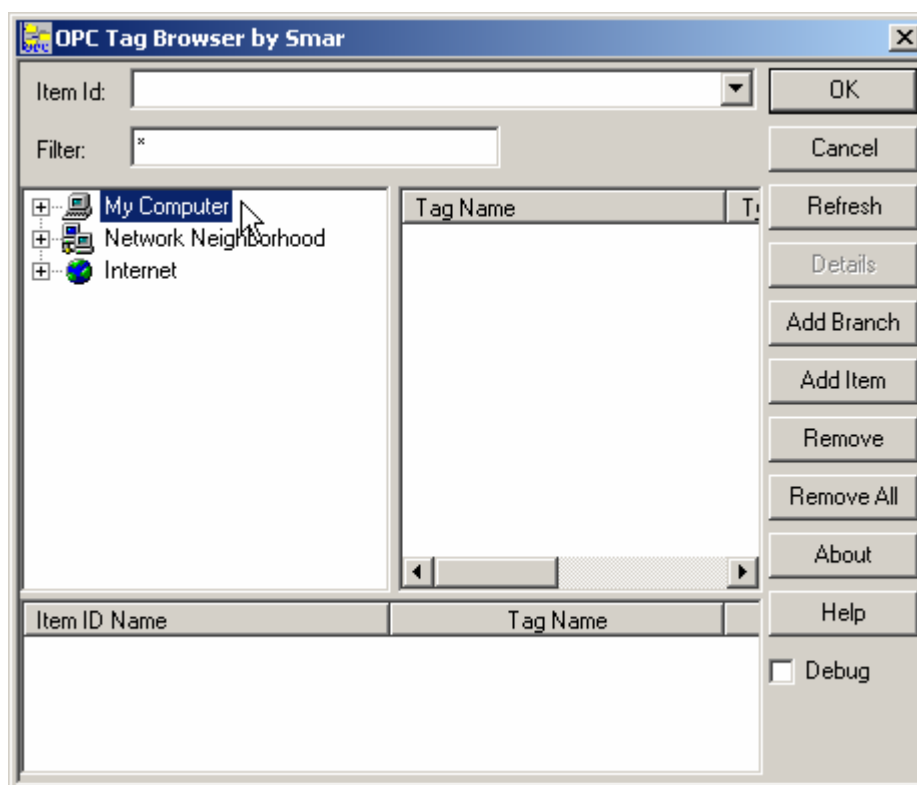 OPC Tag Browser by Smar
Item Id:
OK
Filter: *
Cancel
My Computer
Network Neighborhood
Internet
Tag Name
Refresh
Details
Add Branch
Add Item
Remove
Remove All
About
Help
Debug
Item ID Name Tag Name